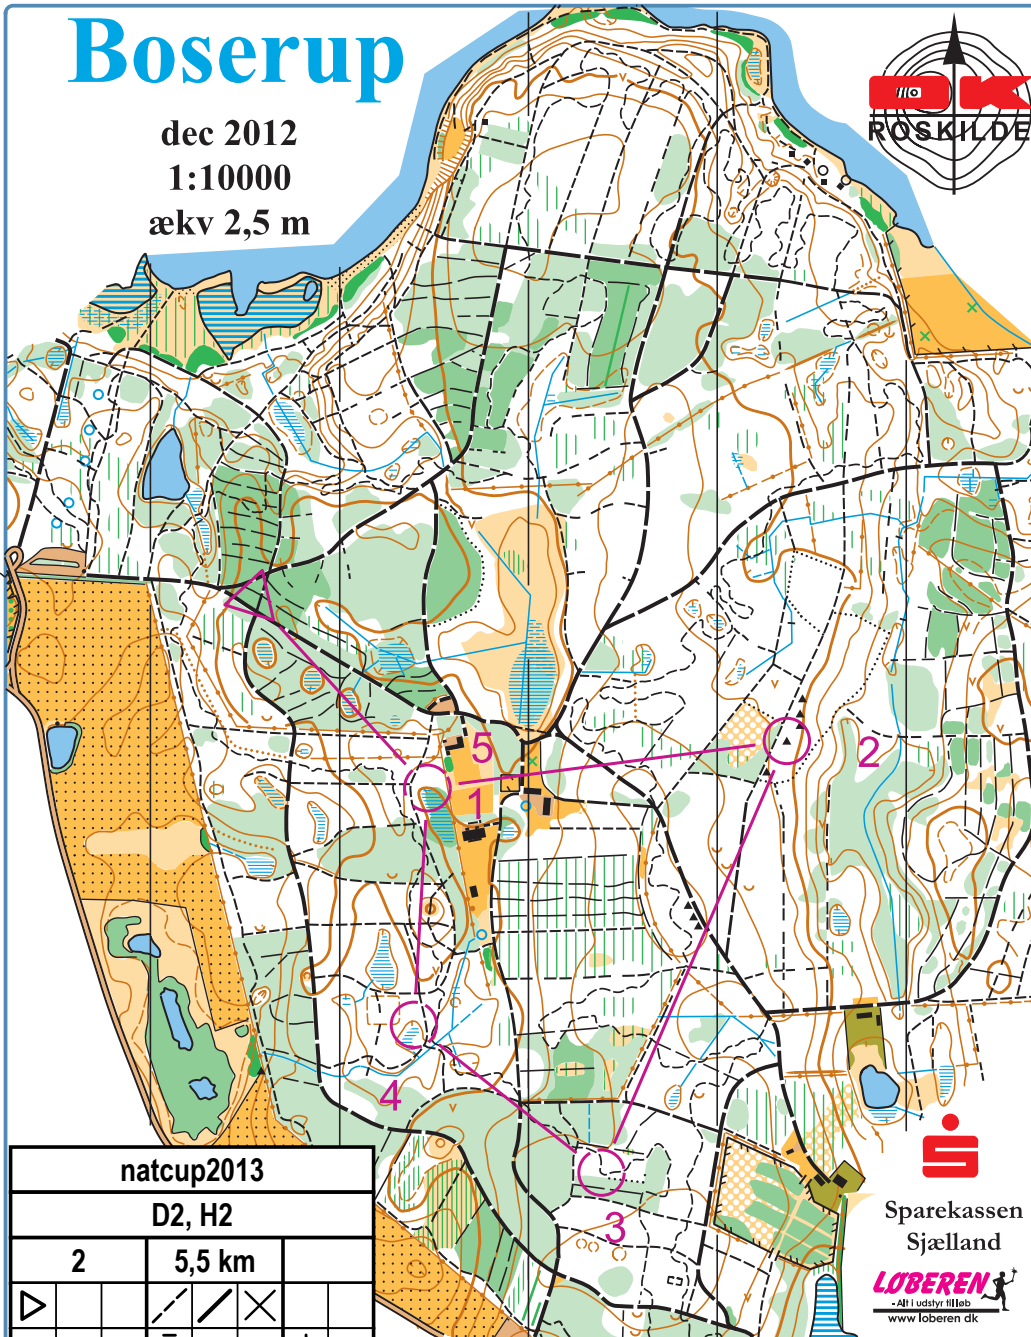 Boserup
dec 2012
1:10000
ækv 2,5 m
OK
ROSKILDE
5
1
2
4
3
natcup2013
D2, H2
2 5,5 km
Sparekassen
Sjælland
LØBEREN
- Alt i udstyr til løb
www loberen dk